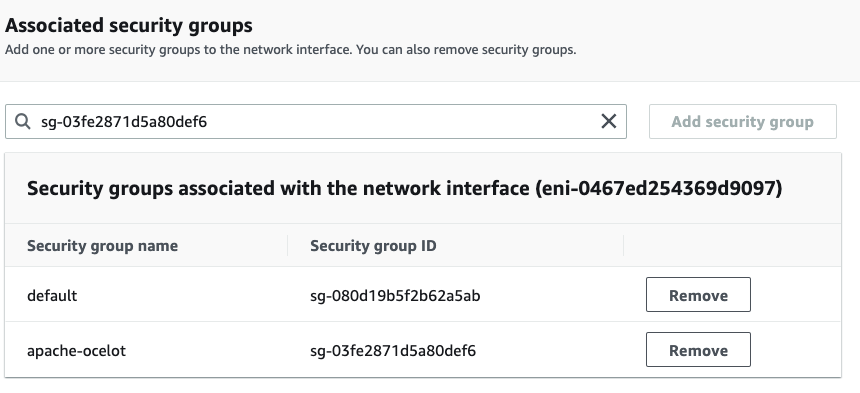 Associated security groups
Add one or more security groups to the network interface. You can also remove security groups.
sg-03fe2871d5a80def6
Add security group
Security groups associated with the network interface (eni-0467ed254369d9097)
Security group name Security group ID
default sg-080d19b5f2b62a5ab Remove
apache-ocelot sg-03fe2871d5a80def6 Remove